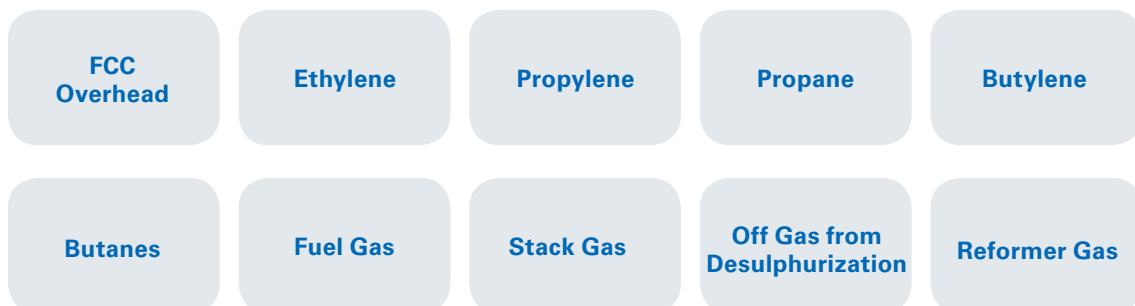 FCC
Overhead
Ethylene
Propylene
Propane
Butylene
Butanes
Fuel Gas
Stack Gas
Off Gas from
Desulphurization
Reformer Gas